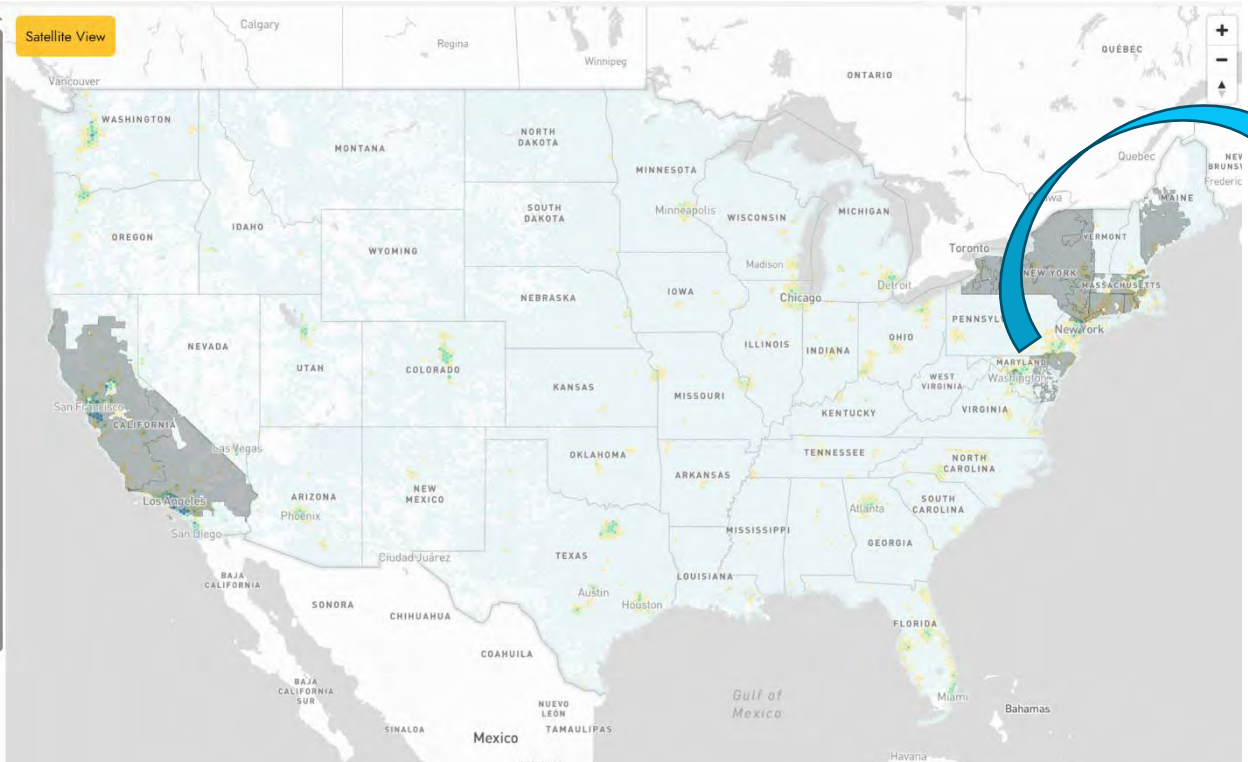 Satellite View
+
−
Calgary
Regina
Winnipeg
Vancouver
ONTARIO
QUÉBEC
Quebec
WASHINGTON
MONTANA
NORTH
DAKOTA
MINNESOTA
Minneapolis
WISCONSIN
MICHIGAN
MAINE
OREGON
IDAHO
WYOMING
SOUTH
DAKOTA
Madison
Toronto
VERMONT
NEW YORK
MASSACHUSETTS
NEBRASKA
IOWA
Chicago
Detroit
New York
NEVADA
UTAH
COLORADO
ILLINOIS
INDIANA
OHIO
MARYLAND
Washington
WEST
VIRGINIA
VIRGINIA
KANSAS
MISSOURI
KENTUCKY
San Francisco
CALIFORNIA
Las Vegas
OKLAHOMA
TENNESSEE
NORTH
CAROLINA
Los Angeles
ARIZONA
Phoenix
NEW
MEXICO
ARKANSAS
SOUTH
CAROLINA
Atlanta
San Diego
MISSISSIPPI
GEORGIA
Ciudad Juárez
TEXAS
LOUISIANA
BAJA
CALIFORNIA
SONORA
CHIHUAHUA
Austin
Houston
FLORIDA
COAHUILA
BAJA
CALIFORNIA
SUR
Gulf of
Mexico
Miami
Bahamas
NUEVO
LEÓN
SINALOA
Mexico
TAMAULIPAS
Havana